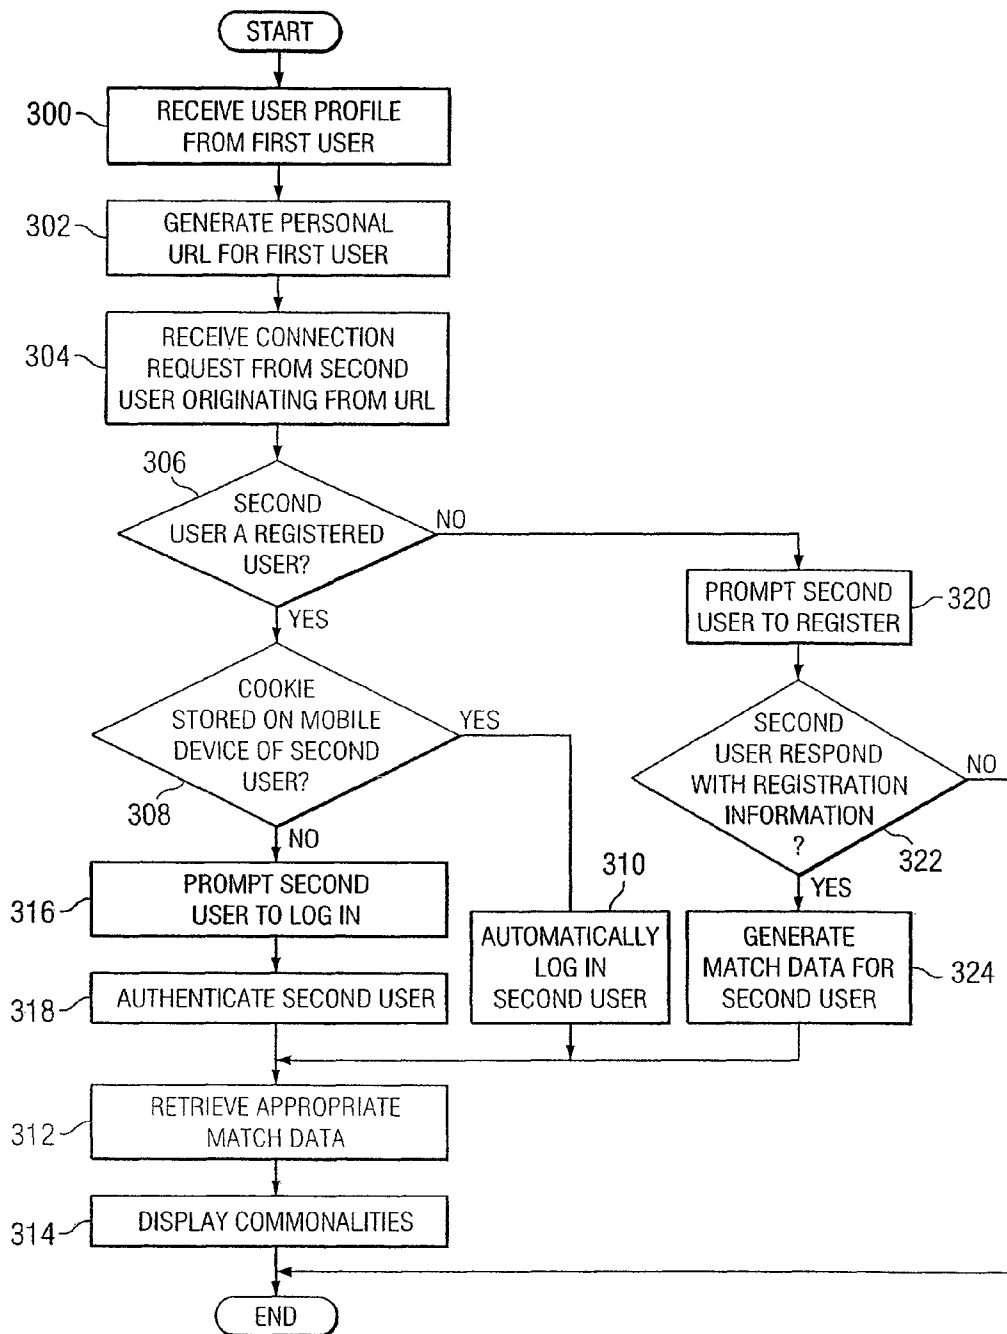 START
300
RECEIVE USER PROFILE
FROM FIRST USER
302
GENERATE PERSONAL
URL FOR FIRST USER
304
RECEIVE CONNECTION
REQUEST FROM SECOND
USER ORIGINATING FROM URL
306
SECOND
USER A REGISTERED
USER?
NO
YES
PROMPT SECOND
USER TO REGISTER
320
COOKIE
STORED ON MOBILE
DEVICE OF SECOND
USER?
308
YES
NO
SECOND
USER RESPOND
WITH REGISTRATION
INFORMATION
?
NO
322
YES
316
PROMPT SECOND
USER TO LOG IN
310
AUTOMATICALLY
LOG IN
SECOND USER
GENERATE
MATCH DATA FOR
SECOND USER
324
318
AUTHENTICATE SECOND USER
312
RETRIEVE APPROPRIATE
MATCH DATA
314
DISPLAY COMMONALITIES
END